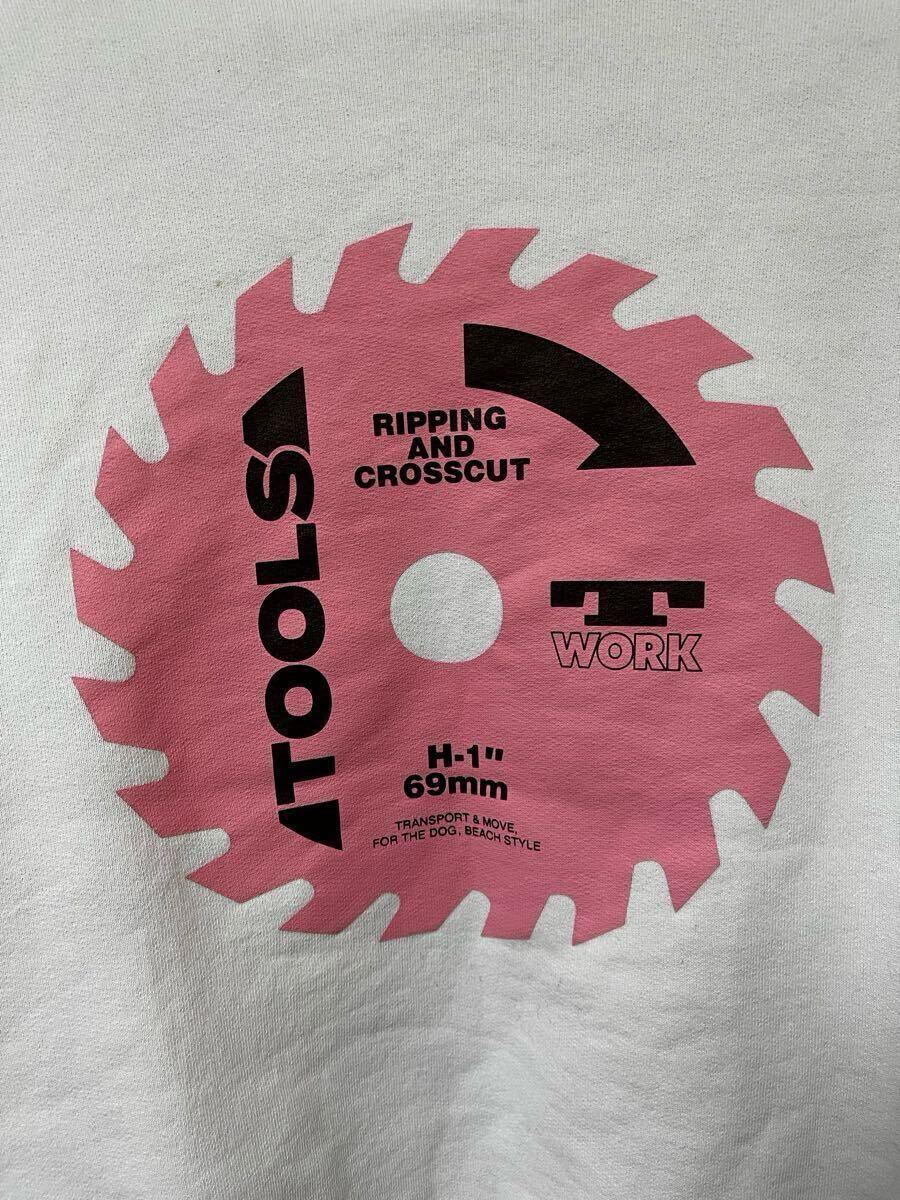 TOOLS
RIPPING
AND
CROSSCUT
T
WORK
H-1"
69mm
TRANSPORT & MOVE,
FOR THE DOG, BEACH STYLE